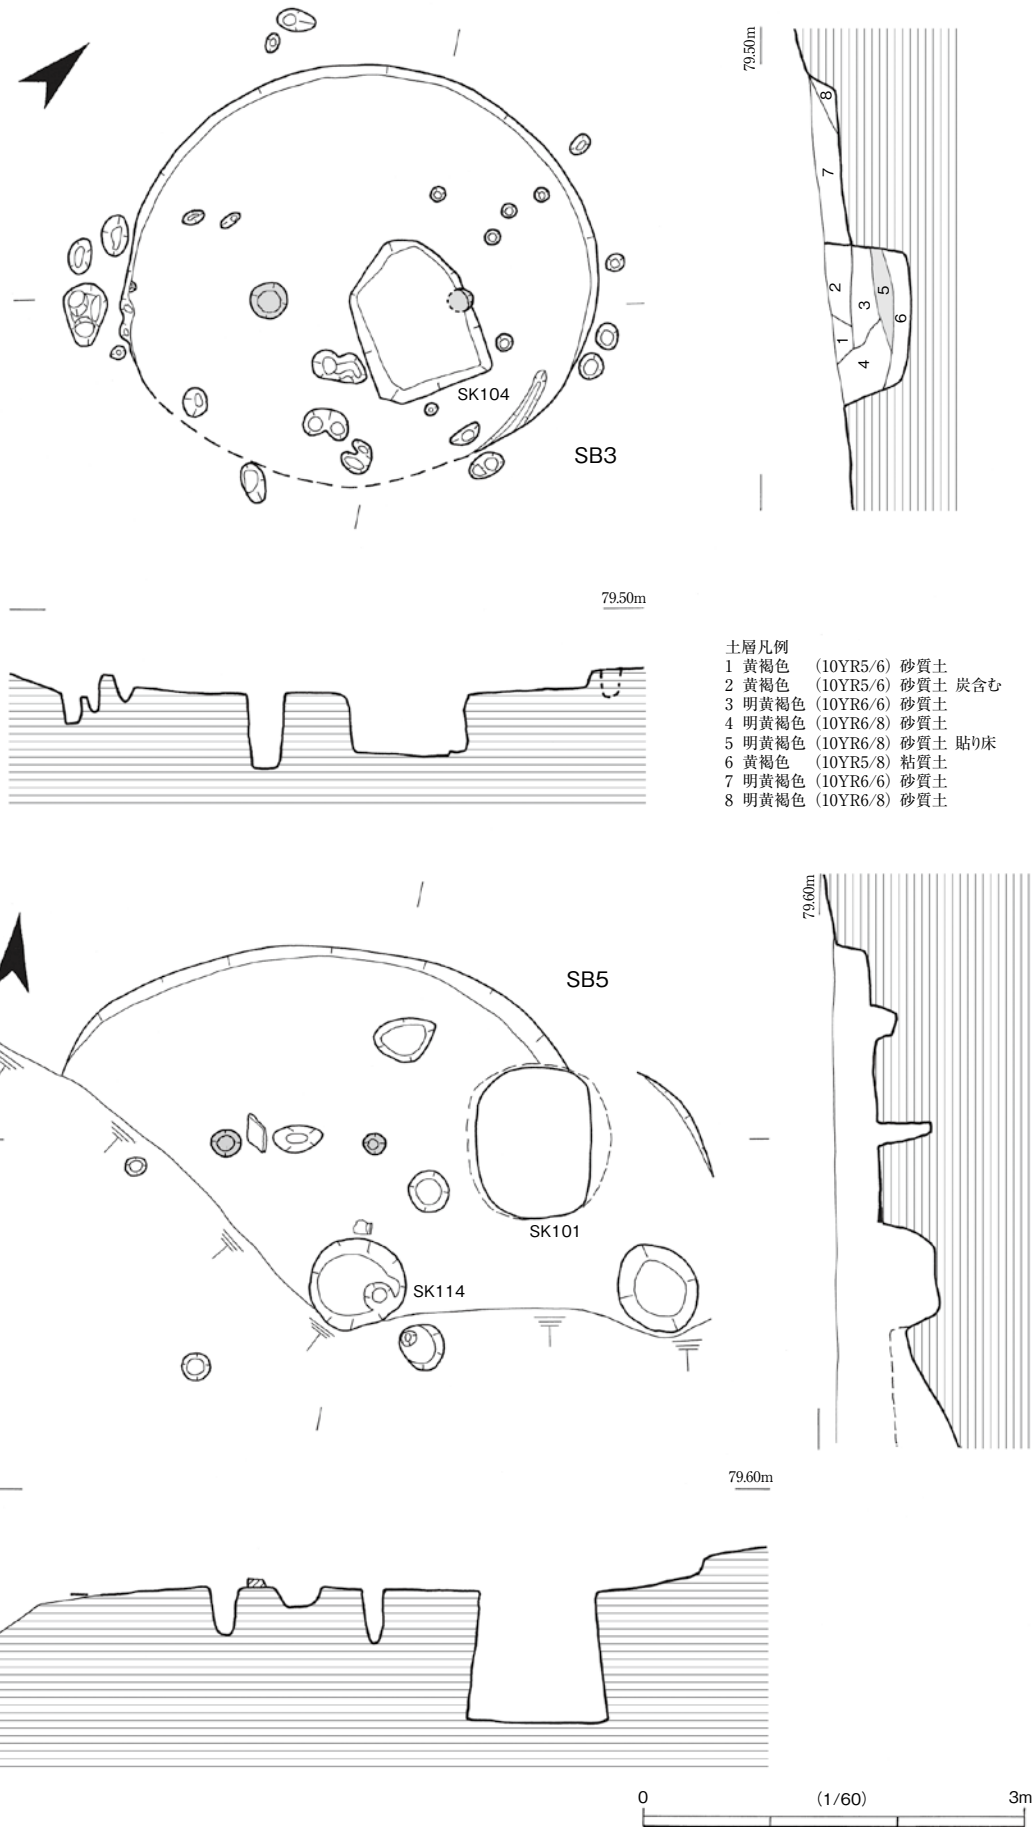 79.50m
8
7
2
3
5
6
1
4
SK104
SB3
79.50m
土層凡例
1 黄褐色 (10YR5/6) 砂質土
2 黄褐色 (10YR5/6) 砂質土 炭含む
3 明黄褐色 (10YR6/6) 砂質土
4 明黄褐色 (10YR6/8) 砂質土
5 明黄褐色 (10YR6/8) 砂質土 貼り床
6 黄褐色 (10YR5/8) 粘質土
7 明黄褐色 (10YR6/6) 砂質土
8 明黄褐色 (10YR6/8) 砂質土
79.60m
SB5
SK101
SK114
79.60m
0 (1/60) 3m